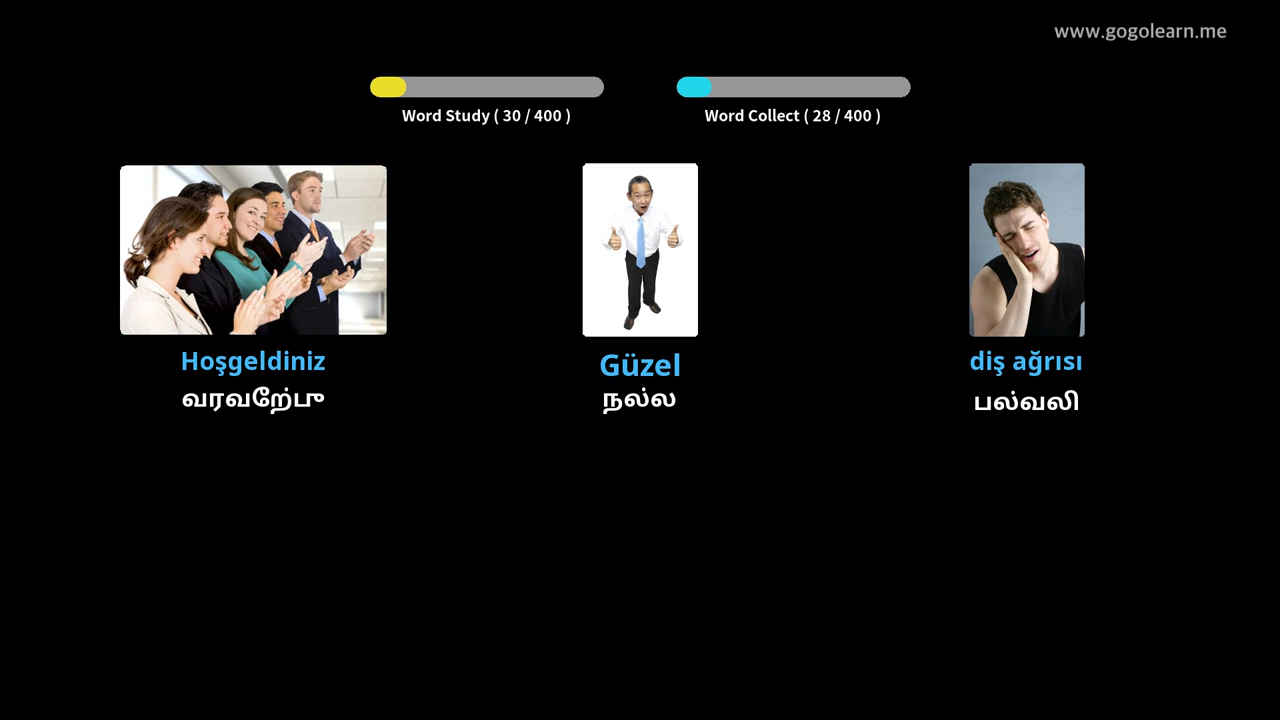 www.gogolearn.me
Word Study ( 30 / 400 )
Word Collect ( 28 / 400 )
Hoşgeldiniz
வரவறே்பு
Güzel
நல்ல
diş ağrısı
பல்வலி